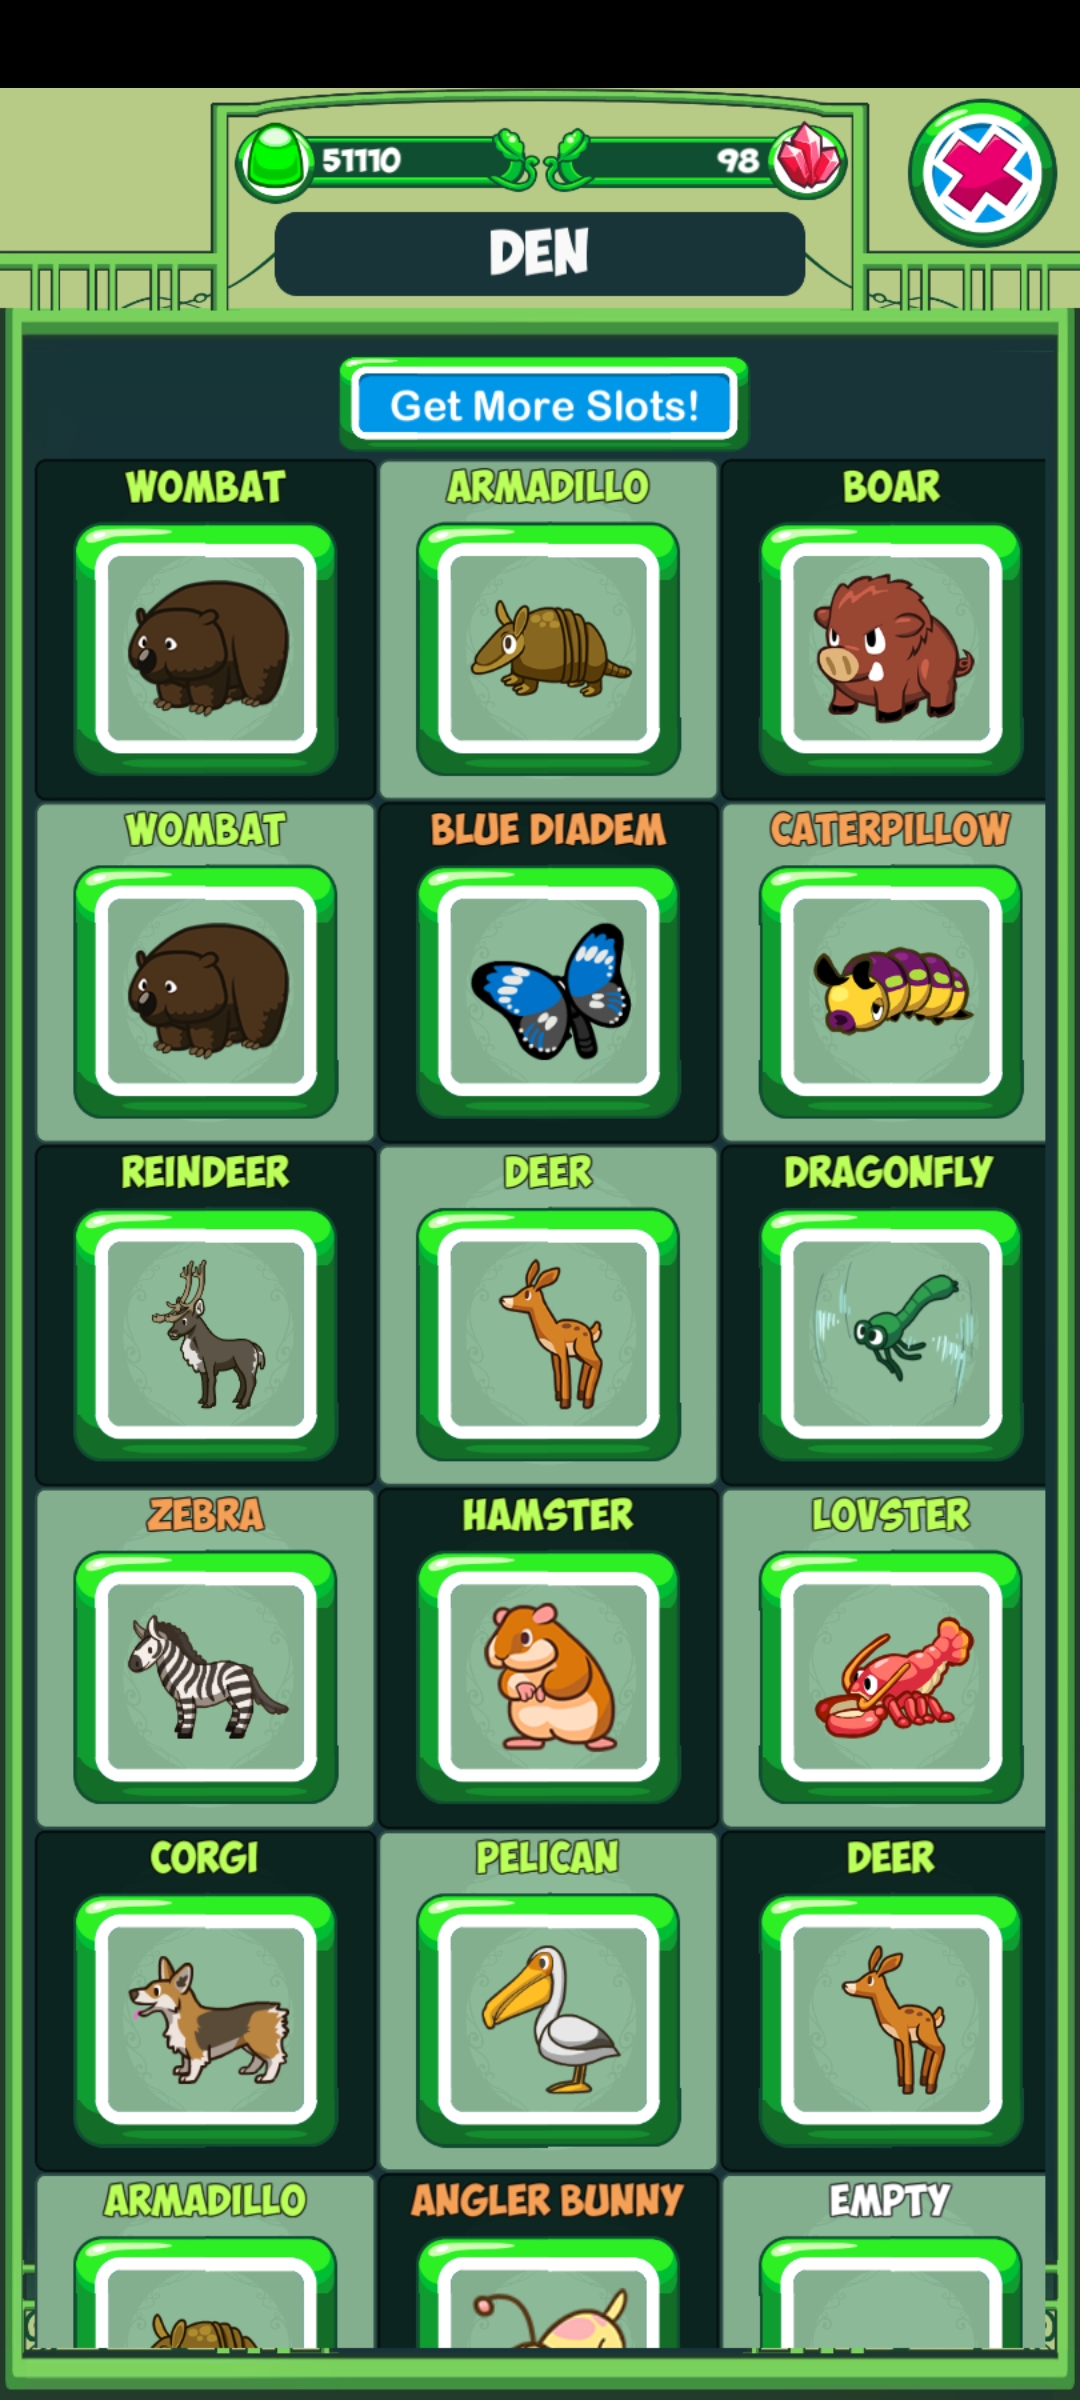 51110
98
DEN
Get More Slots!
WOMBAT
ARMADILLO
BOAR
WOMBAT
BLUE DIADEM
CATERPILLOW
REINDEER
DEER
DRAGONFLY
ZEBRA
HAMSTER
LOVSTER
CORGI
PELICAN
DEER
ARMADILLO
ANGLER BUNNY
EMPTY